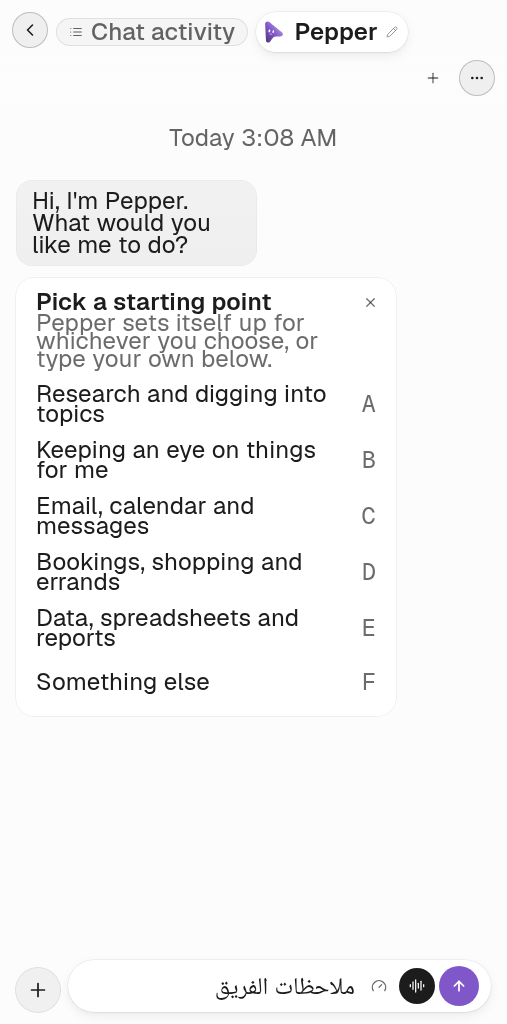 Chat activity
Pepper
Today 3:08 AM
Hi, I'm Pepper.
What would you
like me to do?
Pick a starting point
Pepper sets itself up for
whichever you choose, or
type your own below.
Research and digging into
topics
A
Keeping an eye on things
for me
B
Email, calendar and
messages
C
Bookings, shopping and
errands
D
Data, spreadsheets and
reports
E
Something else
F
ملاحظات الفريق